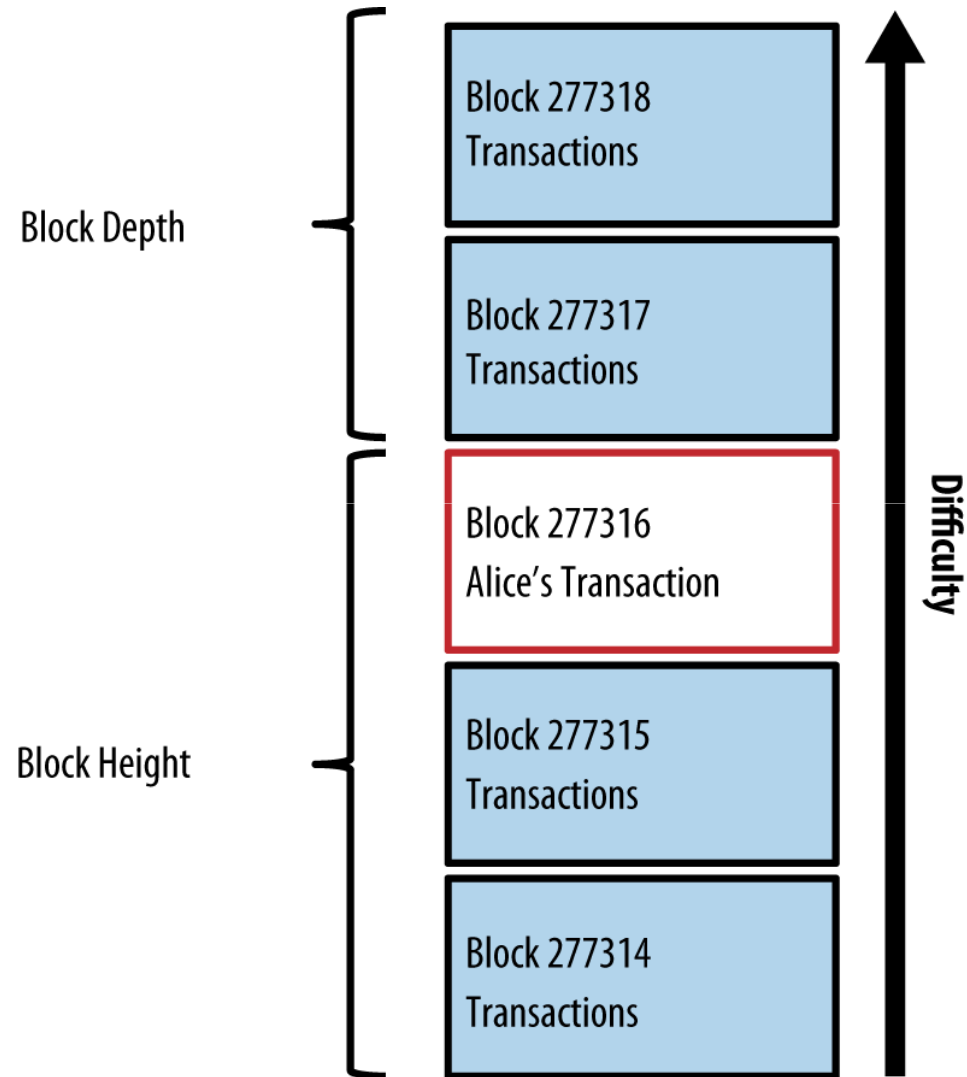 Block Depth
Block 277318
Transactions
Block 277317
Transactions
Block Height
Block 277316
Alice’s Transaction
Block 277315
Transactions
Block 277314
Transactions
Difficulty